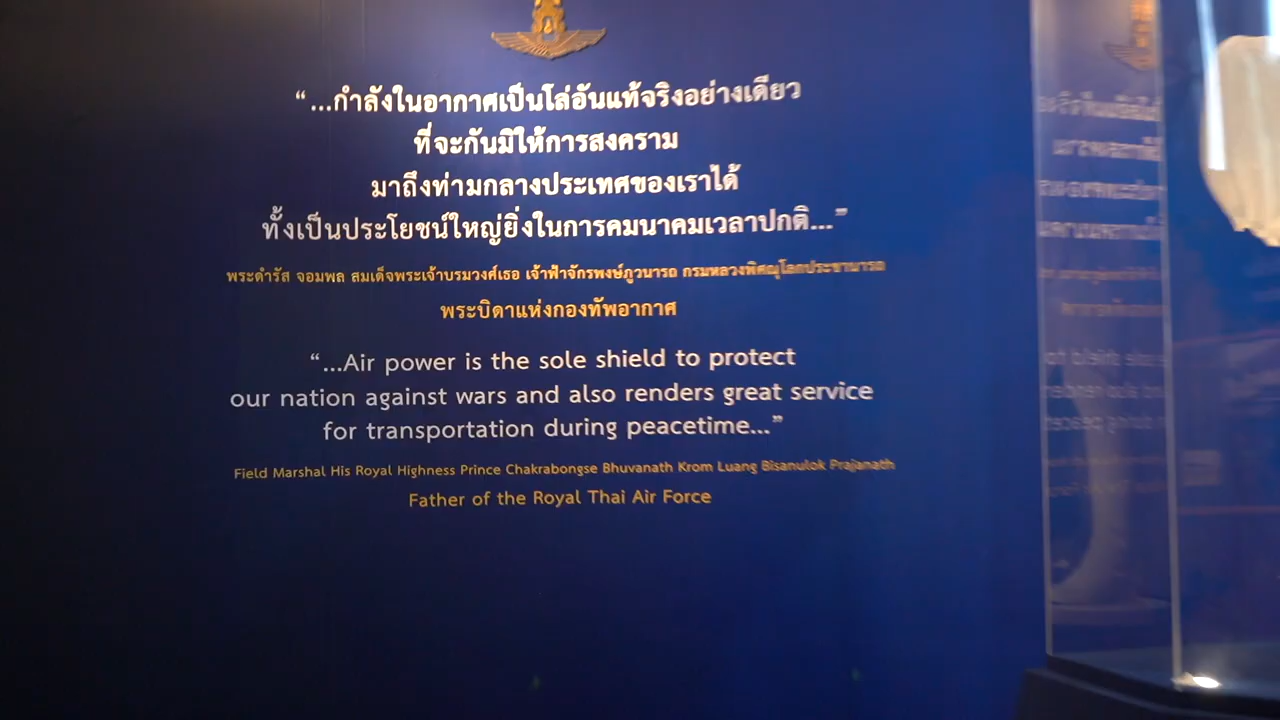 “...กำลังในอากาศเป็นโล่อันแท้จริงอย่างเดียว
ที่จะกันมิให้การสงคราม
มาถึงท่ามกลางประเทศของเราได้
ทั้งเป็นประโยชน์ใหญ่ยิ่งในการคมนาคมเวลาปกติ...”
พระดำรัส จอมพล สมเด็จพระเจ้าบรมวงศ์เธอ เจ้าฟ้าจักรพงษ์ภูวนารถ กรมหลวงพิศณุโลกประชานารถ
พระบิดาแห่งกองทัพอากาศ
“...Air power is the sole shield to protect
our nation against wars and also renders great service
for transportation during peacetime...”
Field Marshal His Royal Highness Prince Chakrabongse Bhuvanath Krom Luang Bisanulok Prajanath
Father of the Royal Thai Air Force